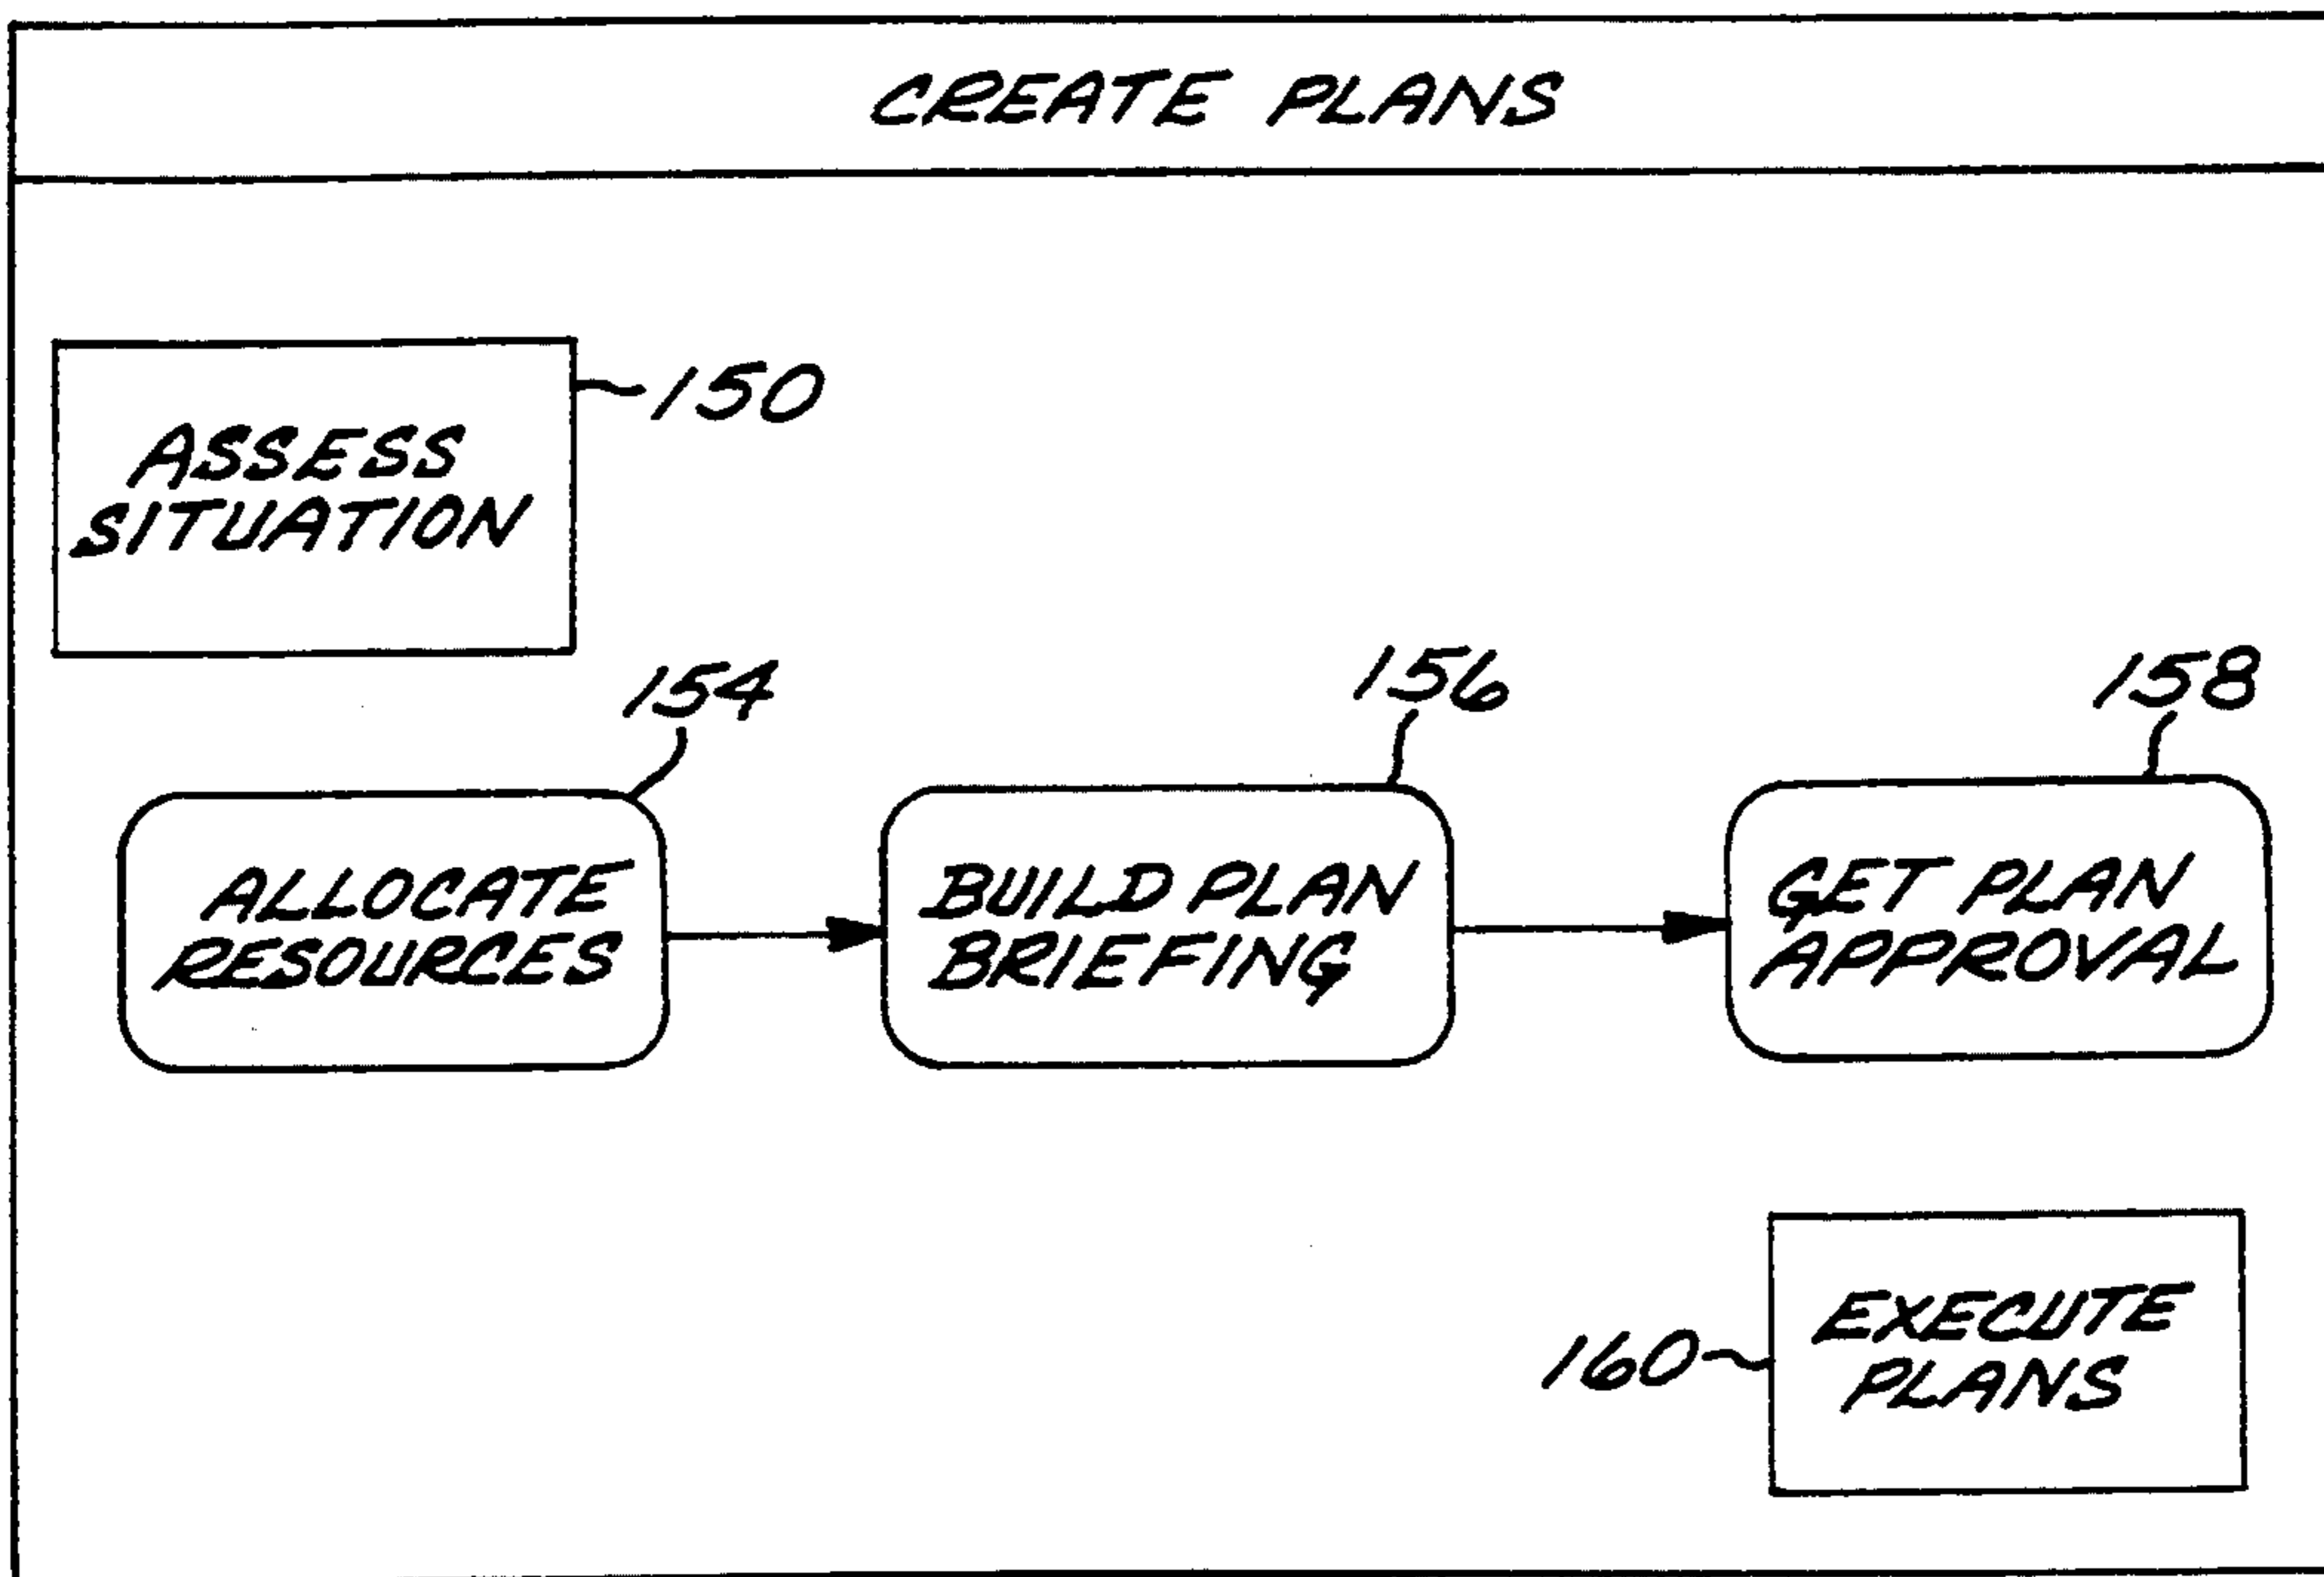 CREATE PLANS
150
ASSESS
SITUATION
154
156
158
ALLOCATE
RESOURCES
BUILD PLAN
BRIEFING
GET PLAN
APPROVAL
160
EXECUTE
PLANS